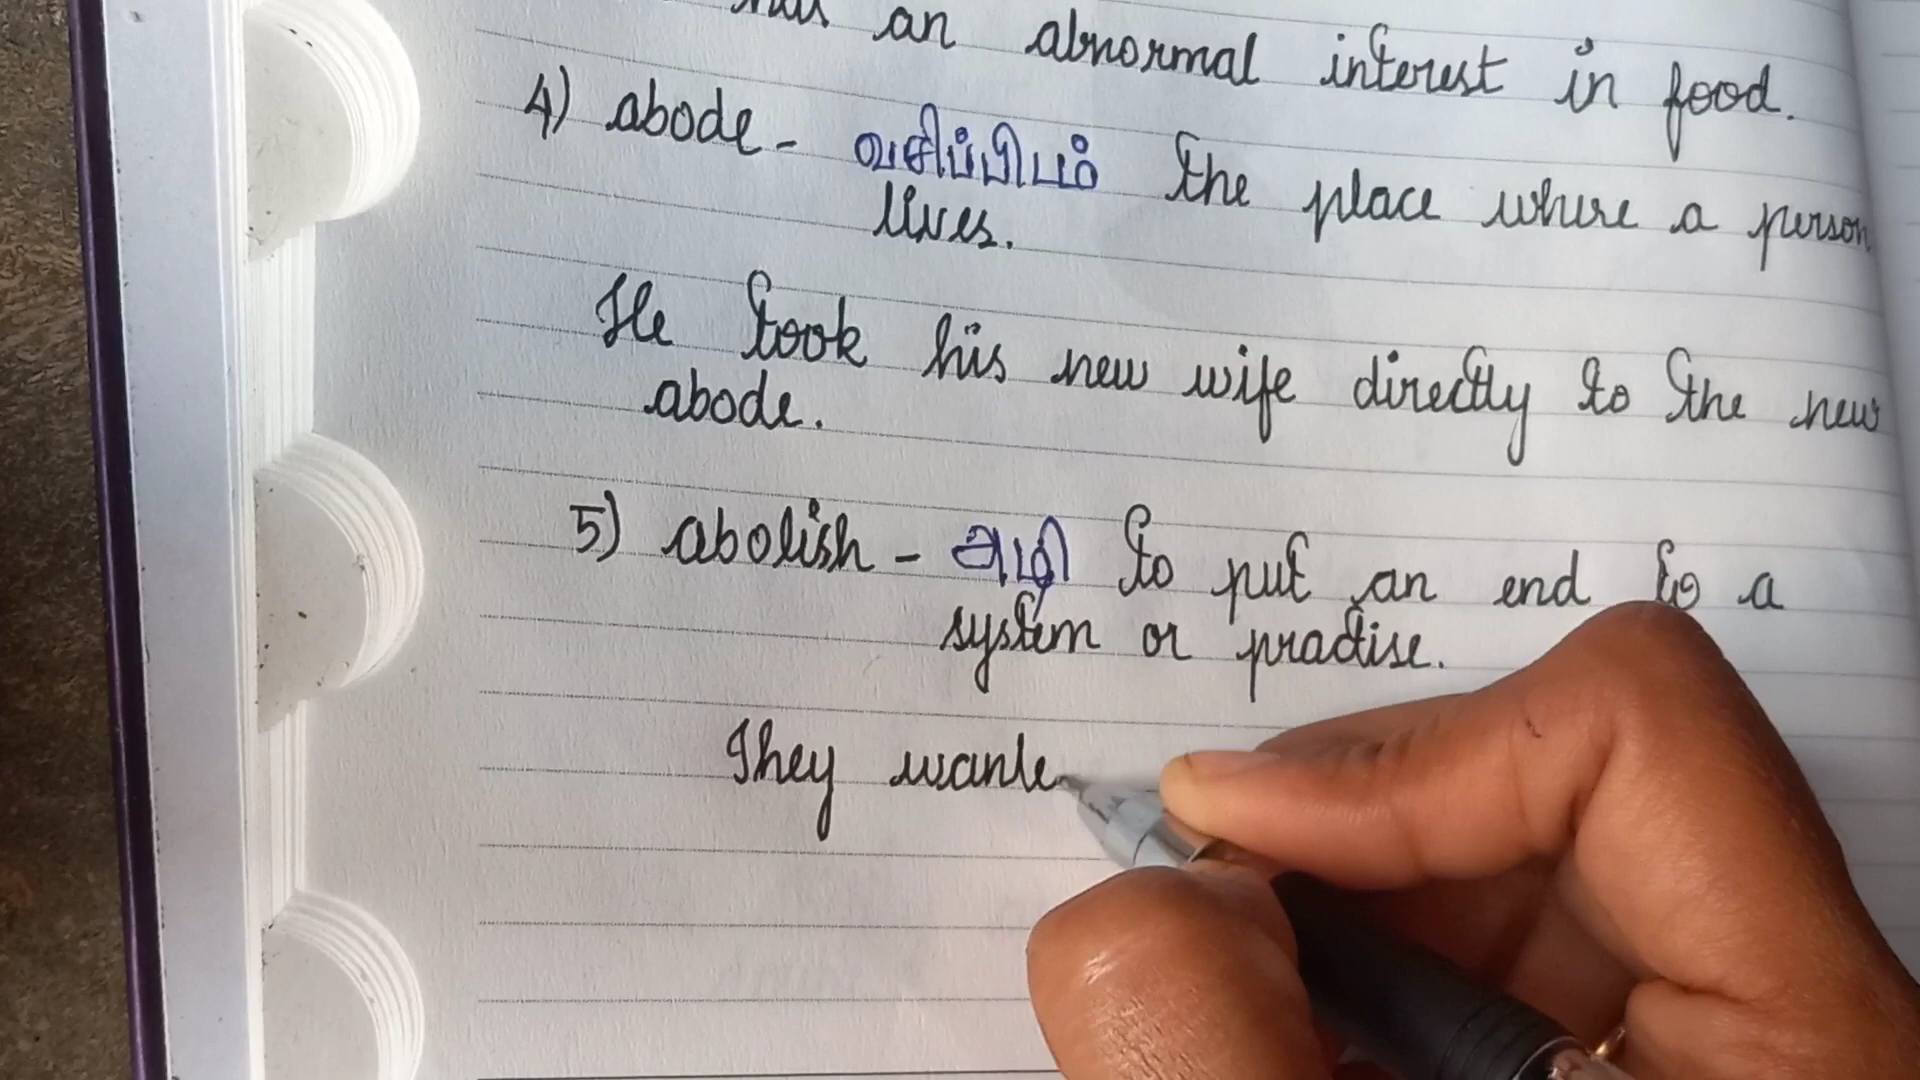 an abnormal interest in food.
4) abode - வசிப்பிடம் the place where a person
lives.
He took his new wife directly to the new
abode.
5) abolish - அழி to put an end to a
system or practise.
They wante